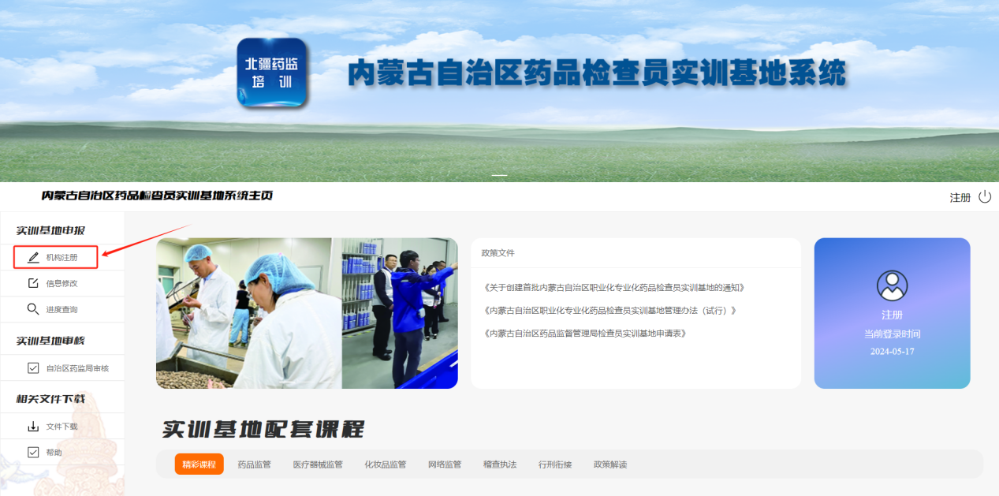 北疆药监
培 训
内蒙古自治区药品检查员实训基地系统
内蒙古自治区药品检查员实训基地系统主页
注册
实训基地申报
机构注册
信息修改
进度查询
实训基地审核
自治区药监局审核
相关文件下载
文件下载
帮助
政策文件
《关于创建首批内蒙古自治区职业化专业化药品检查员实训基地的通知》
《内蒙古自治区职业化专业化药品检查员实训基地管理办法（试行）》
《内蒙古自治区药品监督管理局检查员实训基地申请表》
注册
当前登录时间
2024-05-17
实训基地配套课程
精彩课程 药品监管 医疗器械监管 化妆品监管 网络监管 稽查执法 行刑衔接 政策解读